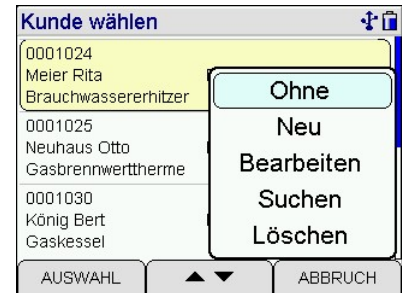 Kunde wählen
0001024
Meier Rita
Brauchwassererhitzer
0001025
Neuhaus Otto
Gasbrennwerttherme
0001030
König Bert
Gaskessel
Ohne
Neu
Bearbeiten
Suchen
Löschen
AUSWAHL
ABBRUCH